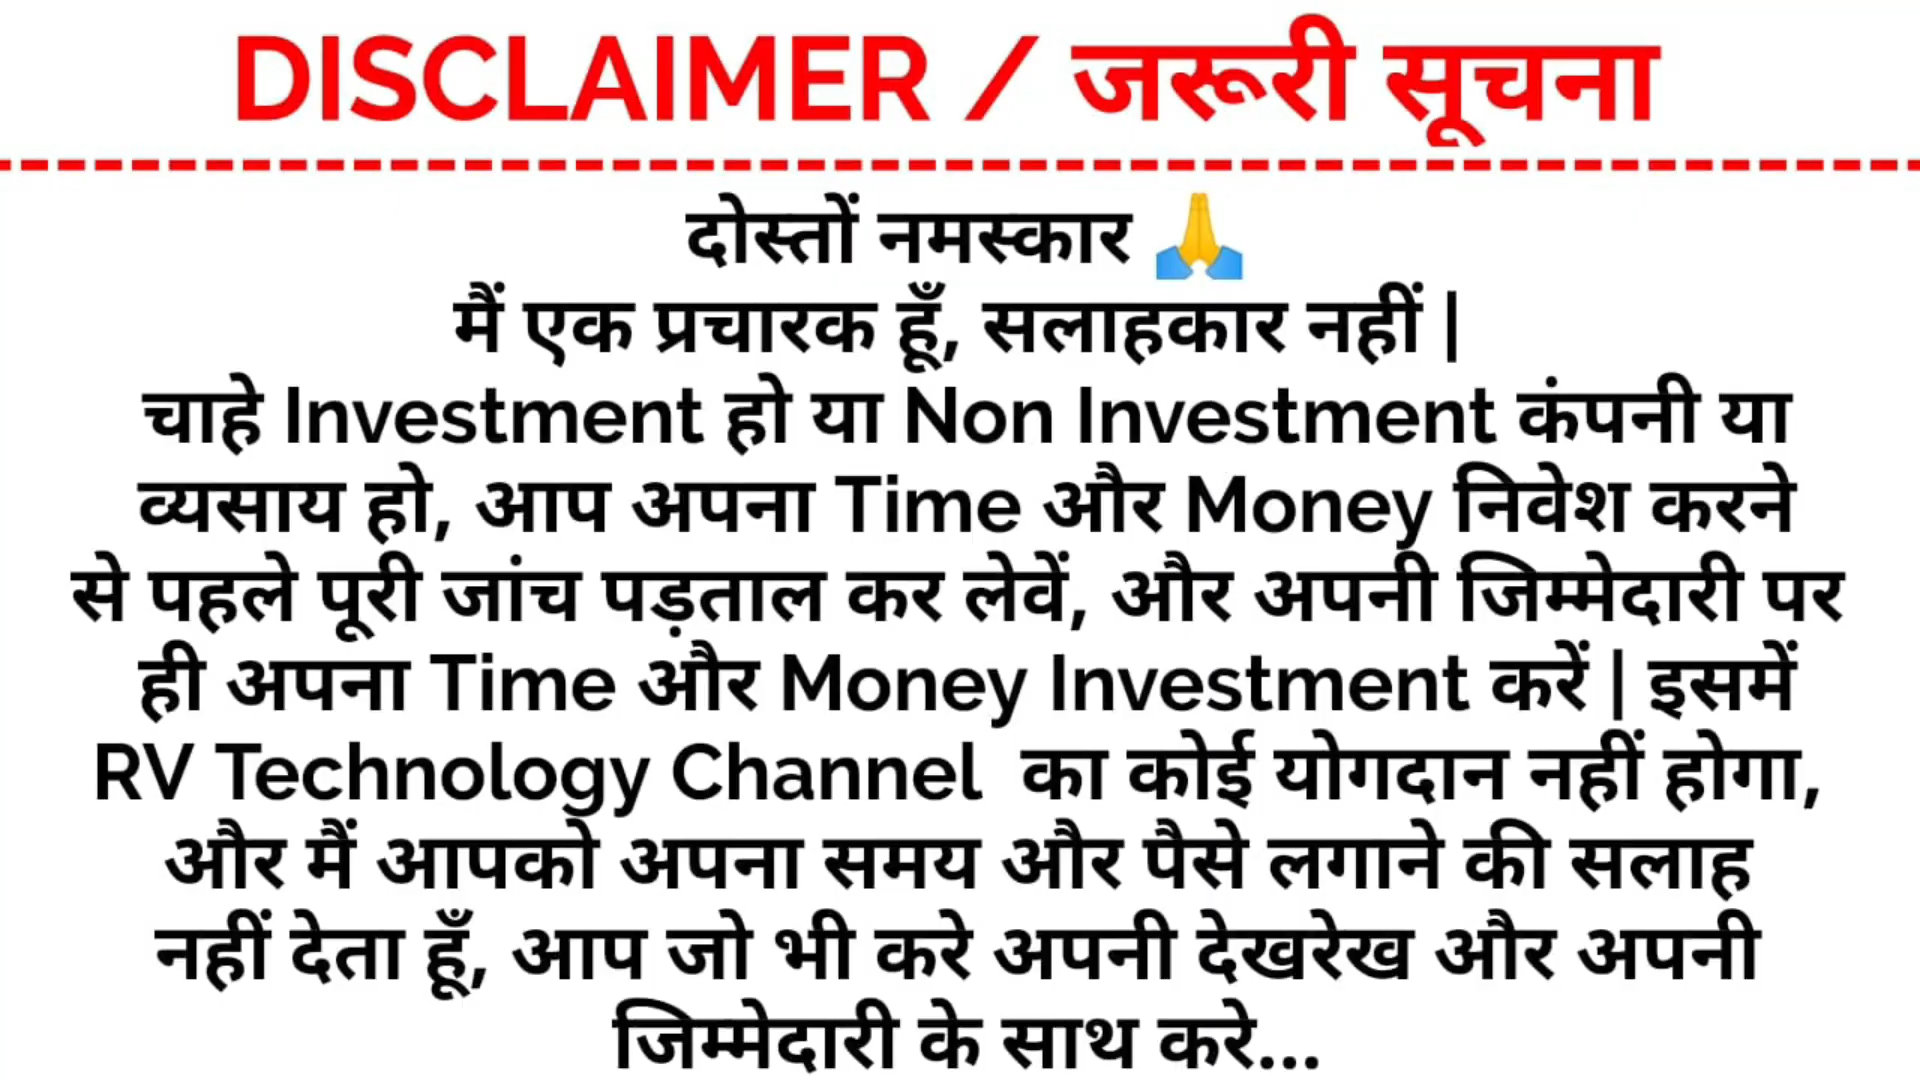 DISCLAIMER / जरूरी सूचना
दोस्तों नमस्कार 🙏
मैं एक प्रचारक हूँ, सलाहकार नहीं |
चाहे Investment हो या Non Investment कंपनी या
व्यसाय हो, आप अपना Time और Money निवेश करने
से पहले पूरी जांच पड़ताल कर लेवें, और अपनी जिम्मेदारी पर
ही अपना Time और Money Investment करें | इसमें
RV Technology Channel का कोई योगदान नहीं होगा,
और मैं आपको अपना समय और पैसे लगाने की सलाह
नहीं देता हूँ, आप जो भी करे अपनी देखरेख और अपनी
जिम्मेदारी के साथ करे...